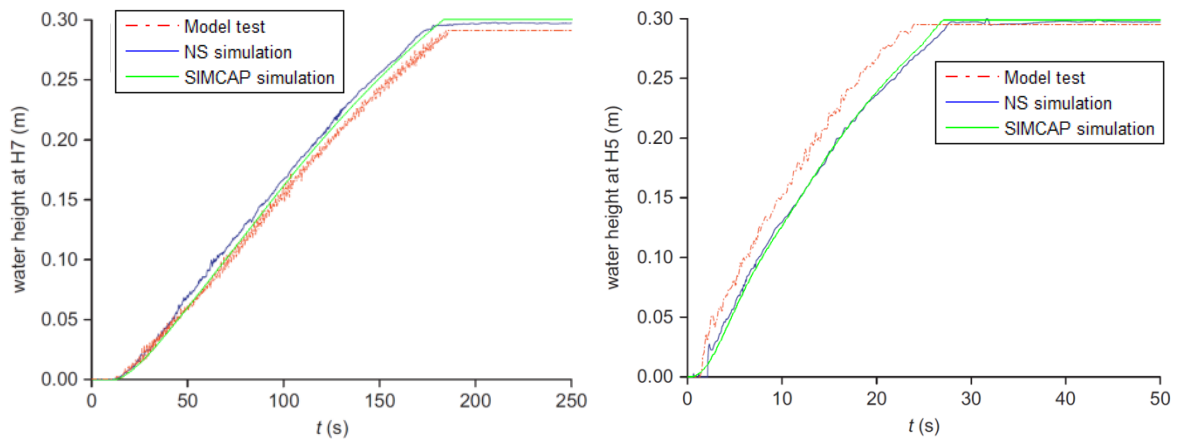 water height at H7 (m)
0.30
0.25
0.20
0.15
0.10
0.05
0.00
Model test
NS simulation
SIMCAP simulation
0
50
100
150
200
250
t (s)
water height at H5 (m)
0.30
0.25
0.20
0.15
0.10
0.05
0.00
Model test
NS simulation
SIMCAP simulation
0
10
20
30
40
50
t (s)